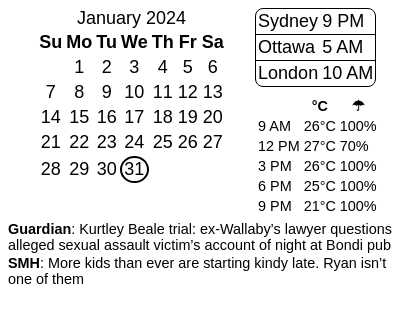 January 2024
Su Mo Tu We Th Fr Sa
1 2 3 4 5 6
7 8 9 10 11 12 13
14 15 16 17 18 19 20
21 22 23 24 25 26 27
28 29 30 31
Sydney 9 PM
Ottawa 5 AM
London 10 AM
°C ☂
9 AM 26°C 100%
12 PM 27°C 70%
3 PM 26°C 100%
6 PM 25°C 100%
9 PM 21°C 100%
Guardian: Kurtley Beale trial: ex-Wallaby’s lawyer questions
alleged sexual assault victim’s account of night at Bondi pub
SMH: More kids than ever are starting kindy late. Ryan isn’t
one of them